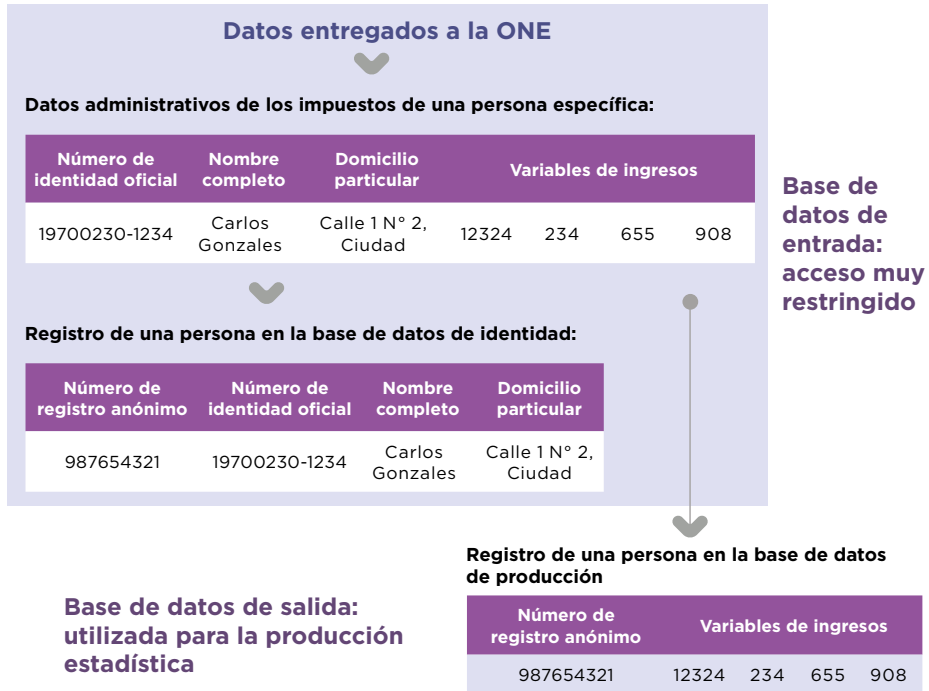 Datos entregados a la ONE
Datos administrativos de los impuestos de una persona específica:
Número de identidad oficial Nombre completo Domicilio particular Variables de ingresos
19700230-1234 Carlos Gonzales Calle 1 N° 2, Ciudad 12324 234 655 908
Base de
datos de
entrada:
acceso muy
restringido
Registro de una persona en la base de datos de identidad:
Número de registro anónimo Número de identidad oficial Nombre completo Domicilio particular
987654321 19700230-1234 Carlos Gonzales Calle 1 N° 2, Ciudad
Registro de una persona en la base de datos
de producción
Base de datos de salida:
utilizada para la producción
estadística
Número de registro anónimo Variables de ingresos
987654321 12324 234 655 908